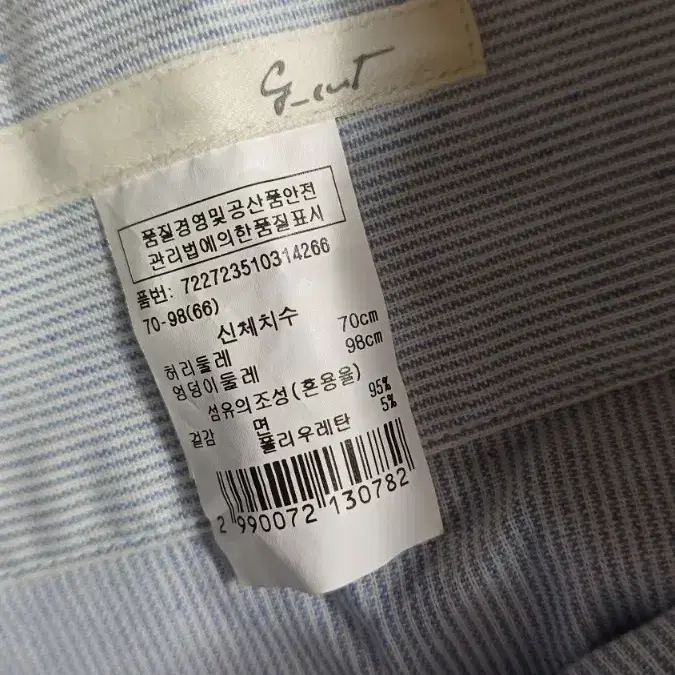 g_cut
품질경영및공산품안전
관리법에의한품질표시
품번: 722723510314266
70-98(66)
신체치수
허리둘레 70cm
엉덩이둘레 98cm
섬유의조성(혼용율)
겉감 면 95%
폴리우레탄 5%
2 990072 130782